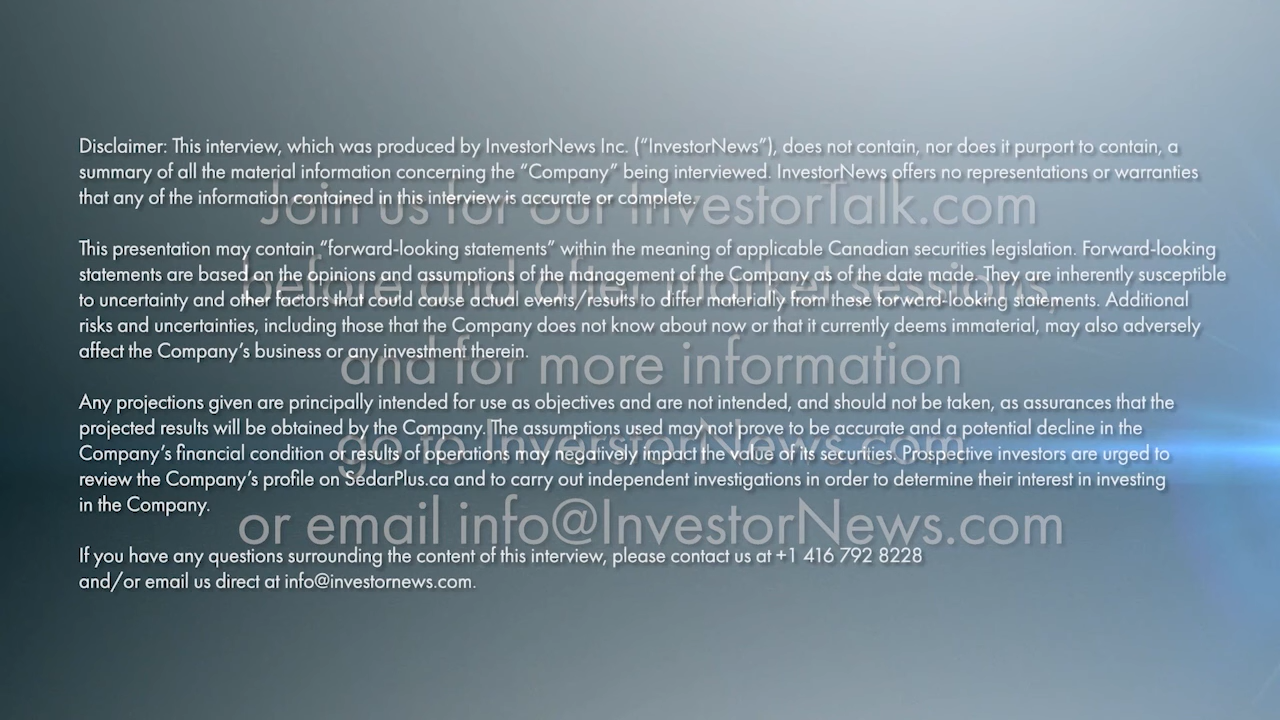 Disclaimer: This interview, which was produced by InvestorNews Inc. (“InvestorNews”), does not contain, nor does it purport to contain, a
summary of all the material information concerning the “Company” being interviewed. InvestorNews offers no representations or warranties
that any of the information contained in this interview is accurate or complete.
This presentation may contain “forward-looking statements” within the meaning of applicable Canadian securities legislation. Forward-looking
statements are based on the opinions and assumptions of the management of the Company as of the date made. They are inherently susceptible
to uncertainty and other factors that could cause actual events/results to differ materially from these forward-looking statements. Additional
risks and uncertainties, including those that the Company does not know about now or that it currently deems immaterial, may also adversely
affect the Company’s business or any investment therein.
Any projections given are principally intended for use as objectives and are not intended, and should not be taken, as assurances that the
projected results will be obtained by the Company. The assumptions used may not prove to be accurate and a potential decline in the
Company’s financial condition or results of operations may negatively impact the value of its securities. Prospective investors are urged to
review the Company’s profile on SedarPlus.ca and to carry out independent investigations in order to determine their interest in investing
in the Company.
If you have any questions surrounding the content of this interview, please contact us at +1 416 792 8228
and/or email us direct at info@investornews.com.
Join us for our InvestorTalk.com
before and after market sessions,
and for more information
go to InverstorNews.com
or email info@InvestorNews.com